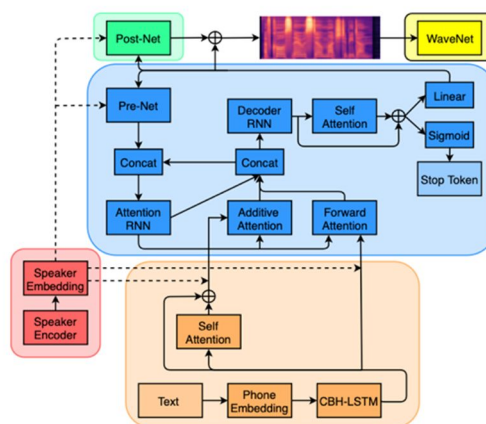 Post-Net
WaveNet
Pre-Net
Decoder
RNN
Self
Attention
Linear
Sigmoid
Concat
Concat
Stop Token
Attention
RNN
Additive
Attention
Forward
Attention
Speaker
Embedding
Speaker
Encoder
Self
Attention
Text
Phone
Embedding
CBH-LSTM